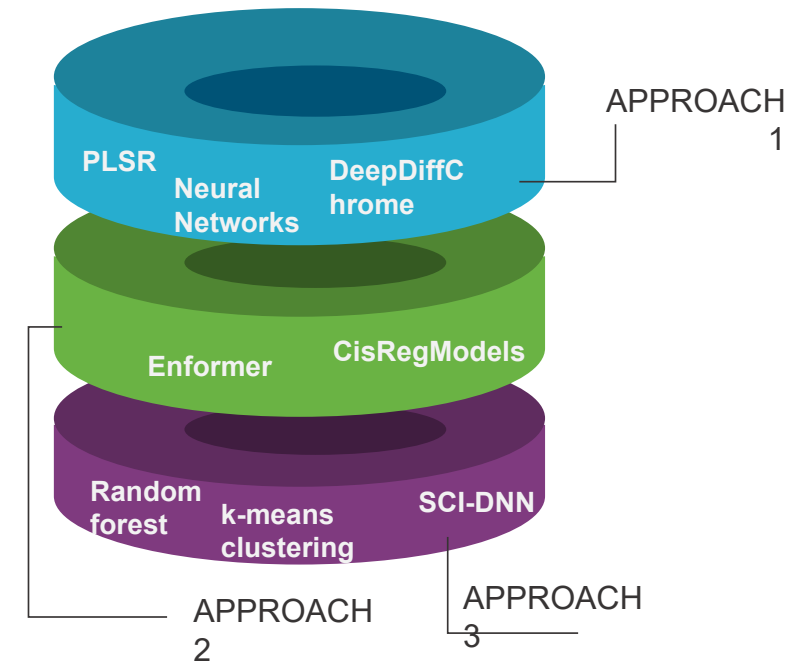 APPROACH
1
PLSR
Neural
Networks
DeepDiffC
hrome
Enformer
CisRegModels
Random
forest
k-means
clustering
SCI-DNN
APPROACH
2
APPROACH
3